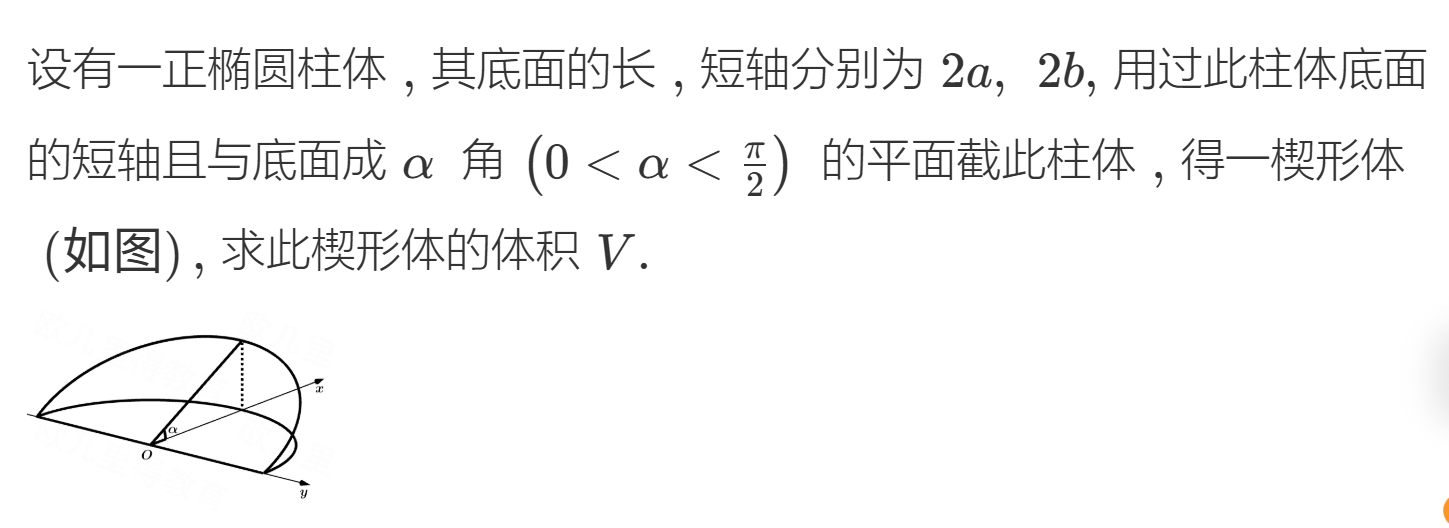 设有一正椭圆柱体，其底面的长，短轴分别为 2a, 2b, 用过此柱体底面
的短轴且与底面成 α 角 (0 < α < π/2) 的平面截此柱体，得一楔形体
(如图)，求此楔形体的体积 V.
x
α
O
y